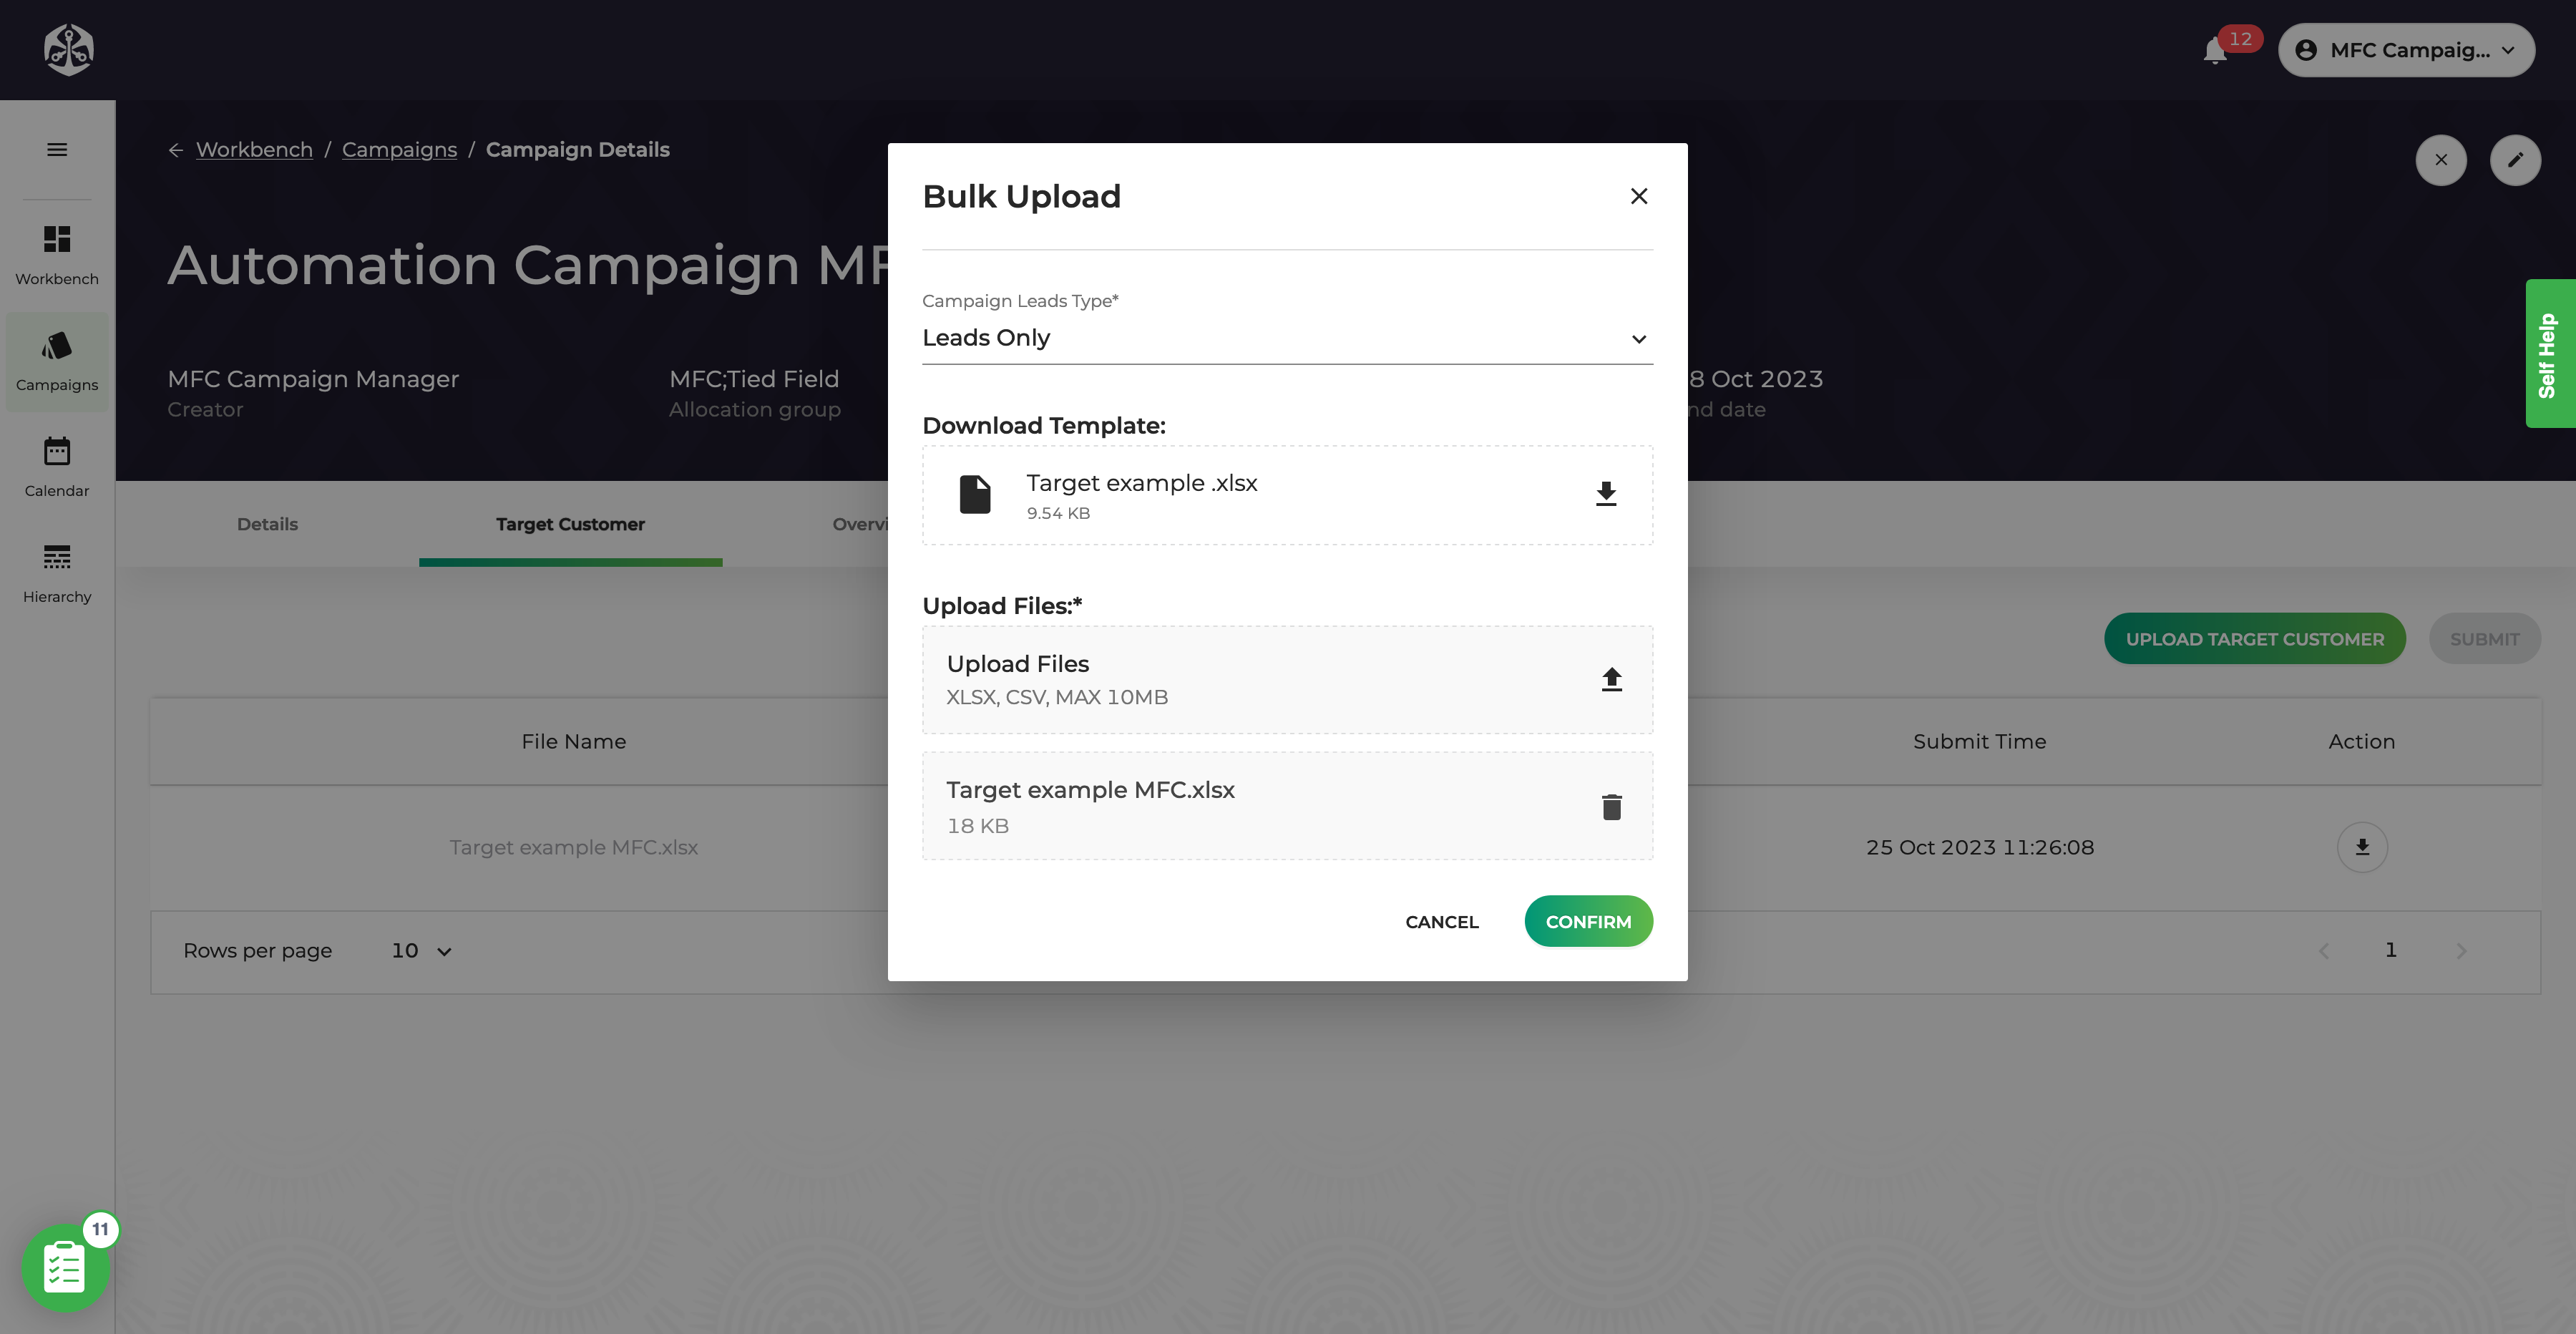 12
MFC Campaig...
Workbench / Campaigns / Campaign Details
Automation Campaign MF
MFC Campaign Manager
Creator
MFC;Tied Field
Allocation group
8 Oct 2023
nd date
Self Help
Workbench
Campaigns
Calendar
Hierarchy
Details
Target Customer
Overvi
UPLOAD TARGET CUSTOMER
SUBMIT
File Name
Submit Time
Action
Target example MFC.xlsx
25 Oct 2023 11:26:08
Rows per page
10
1
11
Bulk Upload
Campaign Leads Type*
Leads Only
Download Template:
Target example .xlsx
9.54 KB
Upload Files:*
Upload Files
XLSX, CSV, MAX 10MB
Target example MFC.xlsx
18 KB
CANCEL
CONFIRM